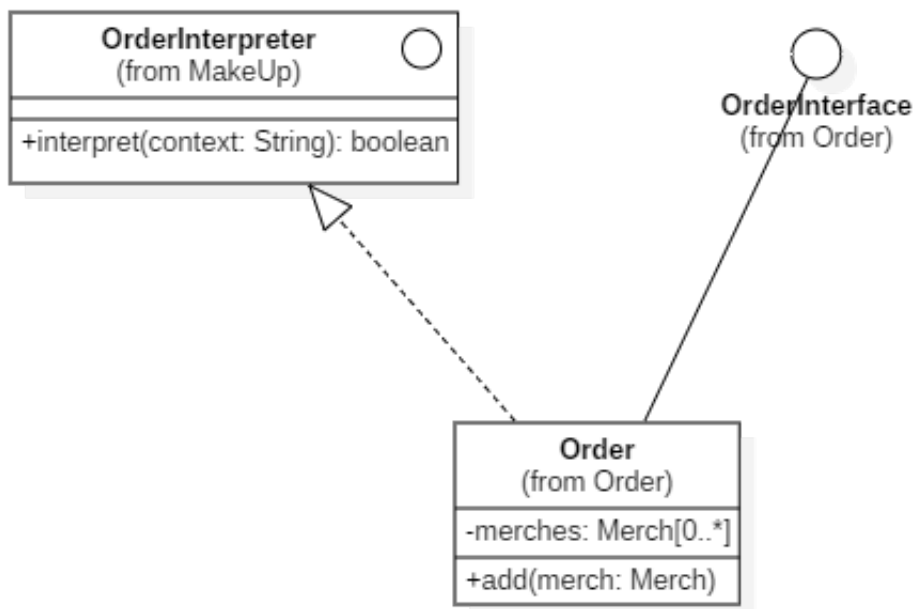 OrderInterpreter
(from MakeUp)
+interpret(context: String): boolean
OrderInterface
(from Order)
Order
(from Order)
-merches: Merch[0..*]
+add(merch: Merch)